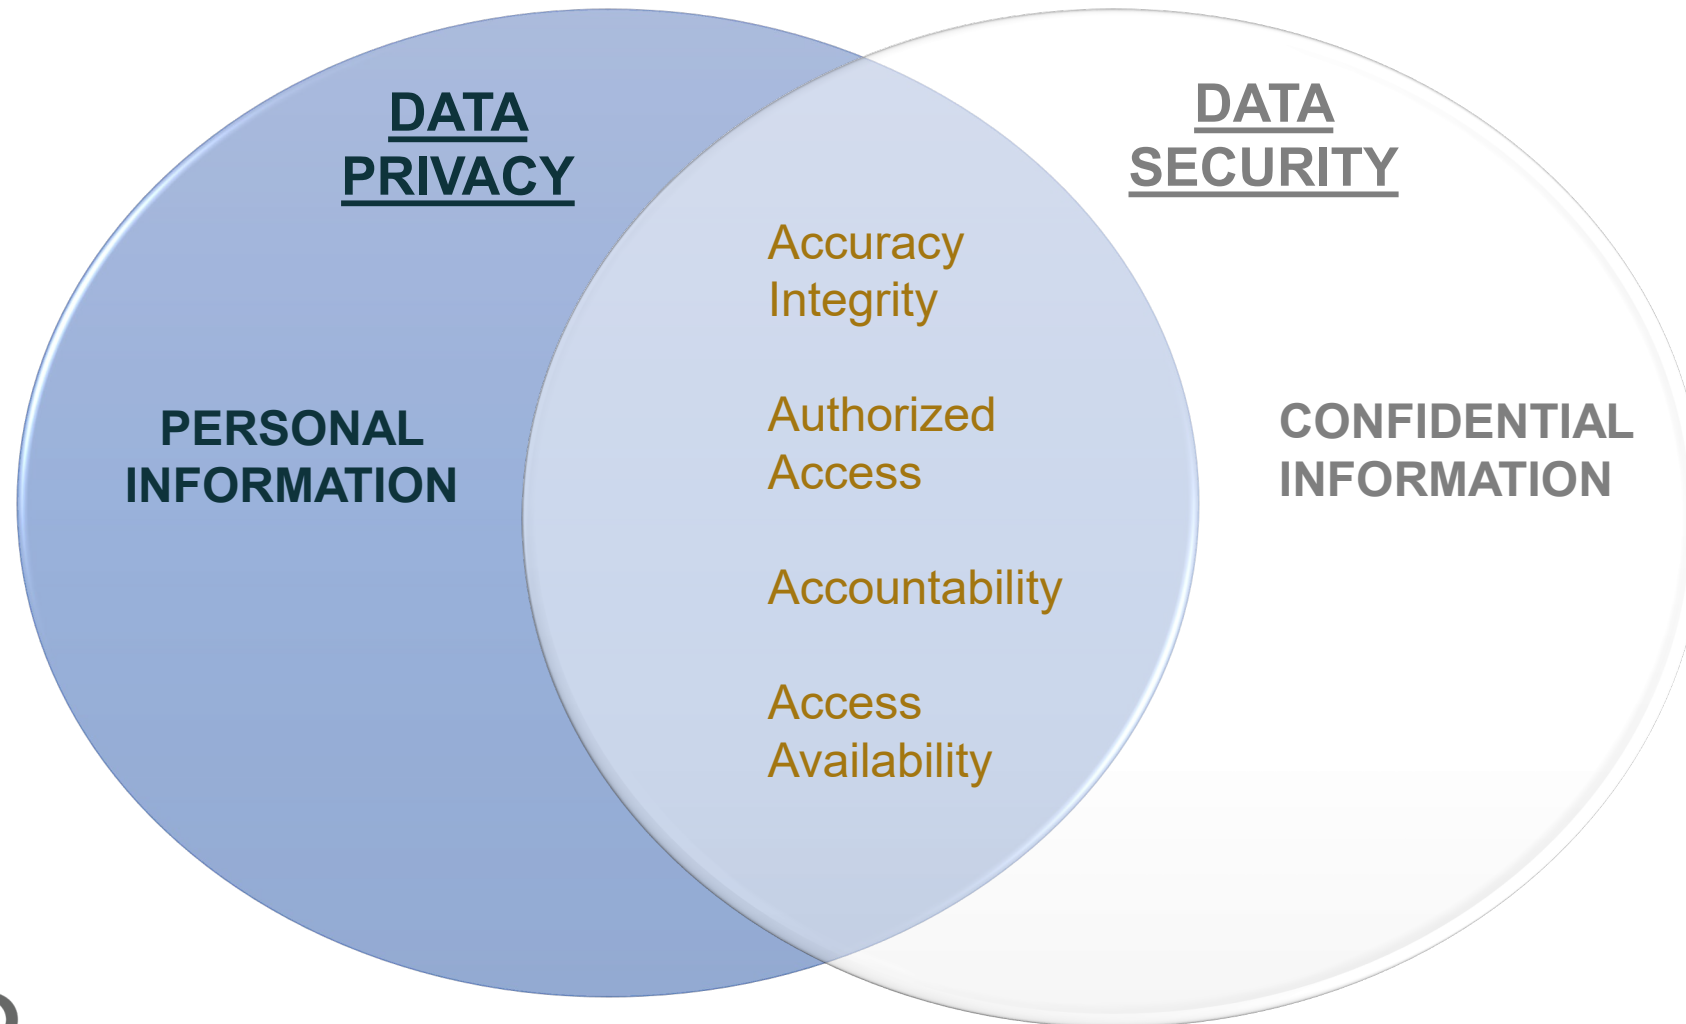 DATA
PRIVACY
PERSONAL
INFORMATION
Accuracy
Integrity
Authorized
Access
Accountability
Access
Availability
DATA
SECURITY
CONFIDENTIAL
INFORMATION